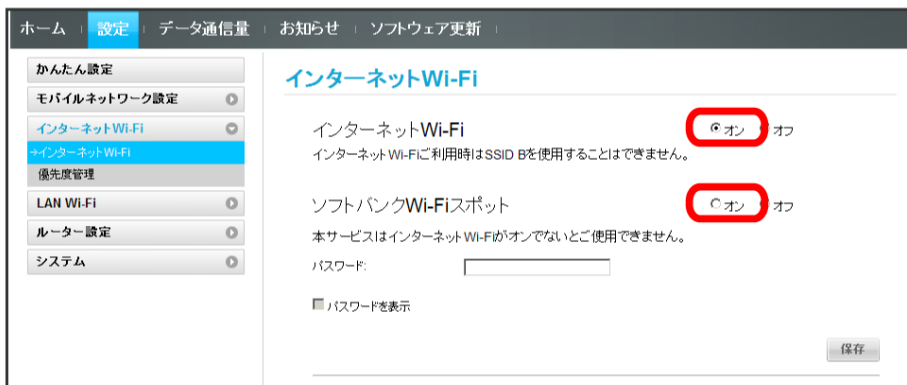 ホーム 設定 データ通信量 お知らせ ソフトウェア更新
かんたん設定
モバイルネットワーク設定
インターネットWi-Fi
→インターネットWi-Fi
優先度管理
LAN Wi-Fi
ルーター設定
システム
インターネットWi-Fi
インターネットWi-Fi オン オフ
インターネットWi-Fiご利用時はSSID Bを使用することはできません。
ソフトバンクWi-Fiスポット オン オフ
本サービスはインターネットWi-Fiがオンでないとご使用できません。
パスワード:
パスワードを表示
保存